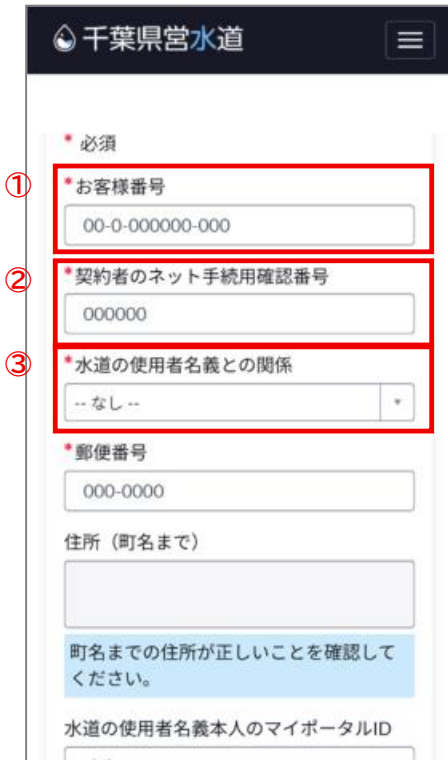 千葉県営水道
* 必須
①
*お客様番号
00-0-000000-000
②
*契約者のネット手続用確認番号
000000
③
*水道の使用者名義との関係
-- なし --
*郵便番号
000-0000
住所（町名まで）
町名までの住所が正しいことを確認して
ください。
水道の使用者名義本人のマイポータルID